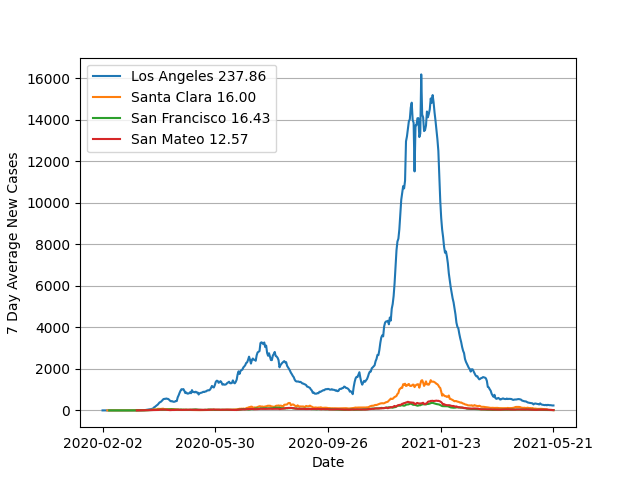 16000
14000
12000
10000
8000
6000
4000
2000
0
7 Day Average New Cases
Los Angeles 237.86
Santa Clara 16.00
San Francisco 16.43
San Mateo 12.57
2020-02-02 2020-05-30 2020-09-26 2021-01-23 2021-05-21
Date